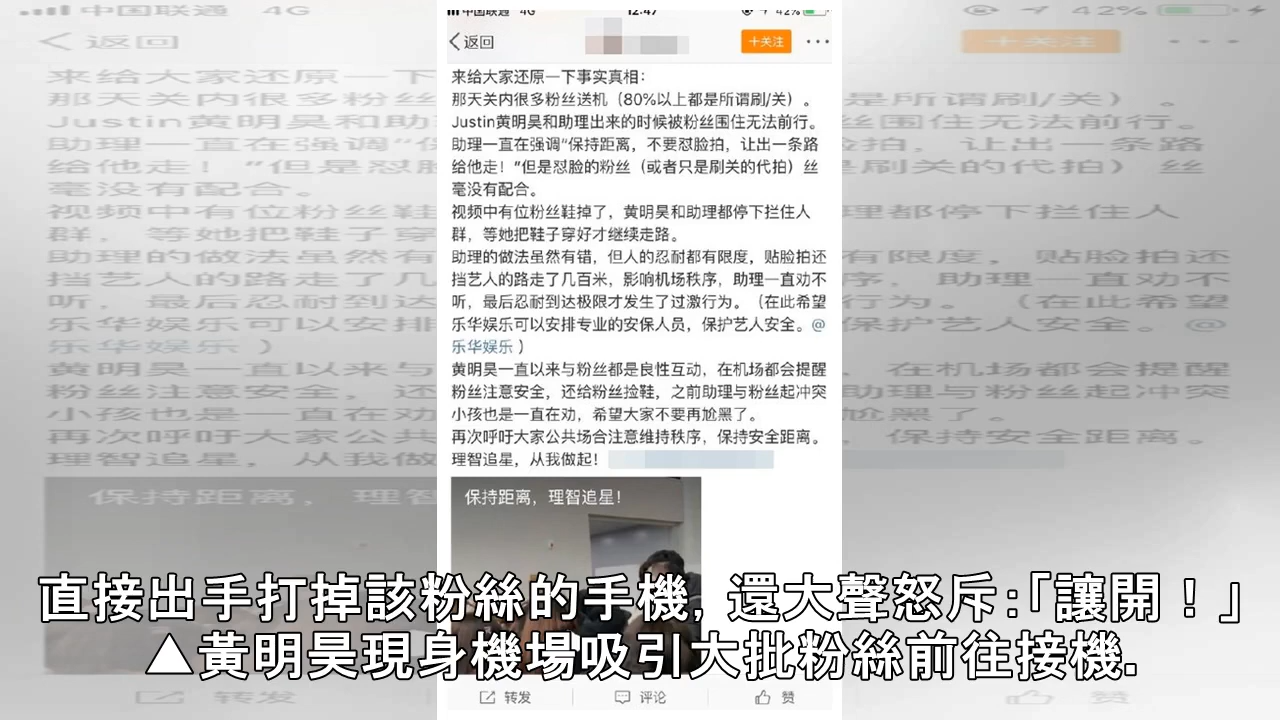 中国联通 4G 12:47 42%
返回 +关注
来给大家还原一下事实真相：
那天关内很多粉丝送机（80%以上都是所谓刷/关）。
Justin黄明昊和助理出来的时候被粉丝围住无法前行。
助理一直在强调“保持距离，不要怼脸拍，让出一条路
给他走！”但是怼脸的粉丝（或者只是刷关的代拍）丝
毫没有配合。
视频中有位粉丝鞋掉了，黄明昊和助理都停下拦住人
群，等她把鞋子穿好才继续走路。
助理的做法虽然有错，但人的忍耐都有限度，贴脸拍还
挡艺人的路走了几百米，影响机场秩序，助理一直劝不
听，最后忍耐到达极限才发生了过激行为。（在此希望
乐华娱乐可以安排专业的安保人员，保护艺人安全。@
乐华娱乐 ）
黄明昊一直以来与粉丝都是良性互动，在机场都会提醒
粉丝注意安全，还给粉丝捡鞋，之前助理与粉丝起冲突
小孩也是一直在劝，希望大家不要再尬黑了。
再次呼吁大家公共场合注意维持秩序，保持安全距离。
理智追星，从我做起！
保持距离，理智追星！
直接出手打掉該粉絲的手機, 還大聲怒斥:「讓開！」
▲黃明昊現身機場吸引大批粉絲前往接機.
转发 评论 赞